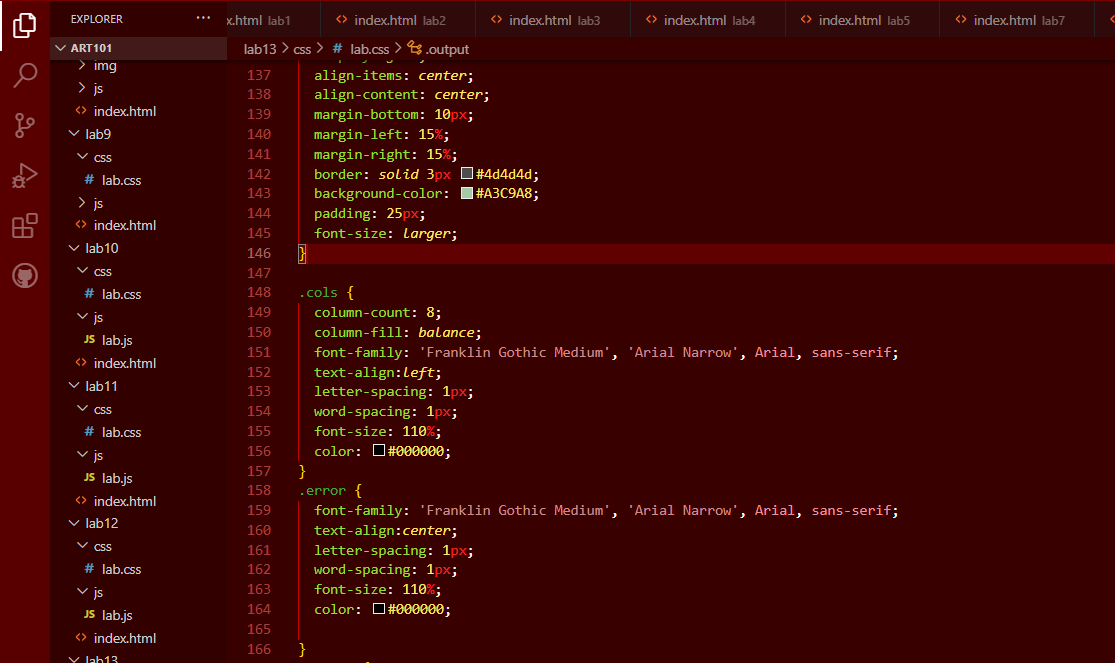 EXPLORER ···
ART101
img
js
index.html
lab9
css
# lab.css
js
index.html
lab10
css
# lab.css
js
JS lab.js
index.html
lab11
css
# lab.css
js
JS lab.js
index.html
lab12
css
# lab.css
js
JS lab.js
index.html
lab13
x.html lab1
index.html lab2
index.html lab3
index.html lab4
index.html lab5
index.html lab7
lab13 > css > # lab.css > .output
137 align-items: center;
138 align-content: center;
139 margin-bottom: 10px;
140 margin-left: 15%;
141 margin-right: 15%;
142 border: solid 3px #4d4d4d;
143 background-color: #A3C9A8;
144 padding: 25px;
145 font-size: larger;
146 }
147
148 .cols {
149 column-count: 8;
150 column-fill: balance;
151 font-family: 'Franklin Gothic Medium', 'Arial Narrow', Arial, sans-serif;
152 text-align:left;
153 letter-spacing: 1px;
154 word-spacing: 1px;
155 font-size: 110%;
156 color: #000000;
157 }
158 .error {
159 font-family: 'Franklin Gothic Medium', 'Arial Narrow', Arial, sans-serif;
160 text-align:center;
161 letter-spacing: 1px;
162 word-spacing: 1px;
163 font-size: 110%;
164 color: #000000;
165
166 }